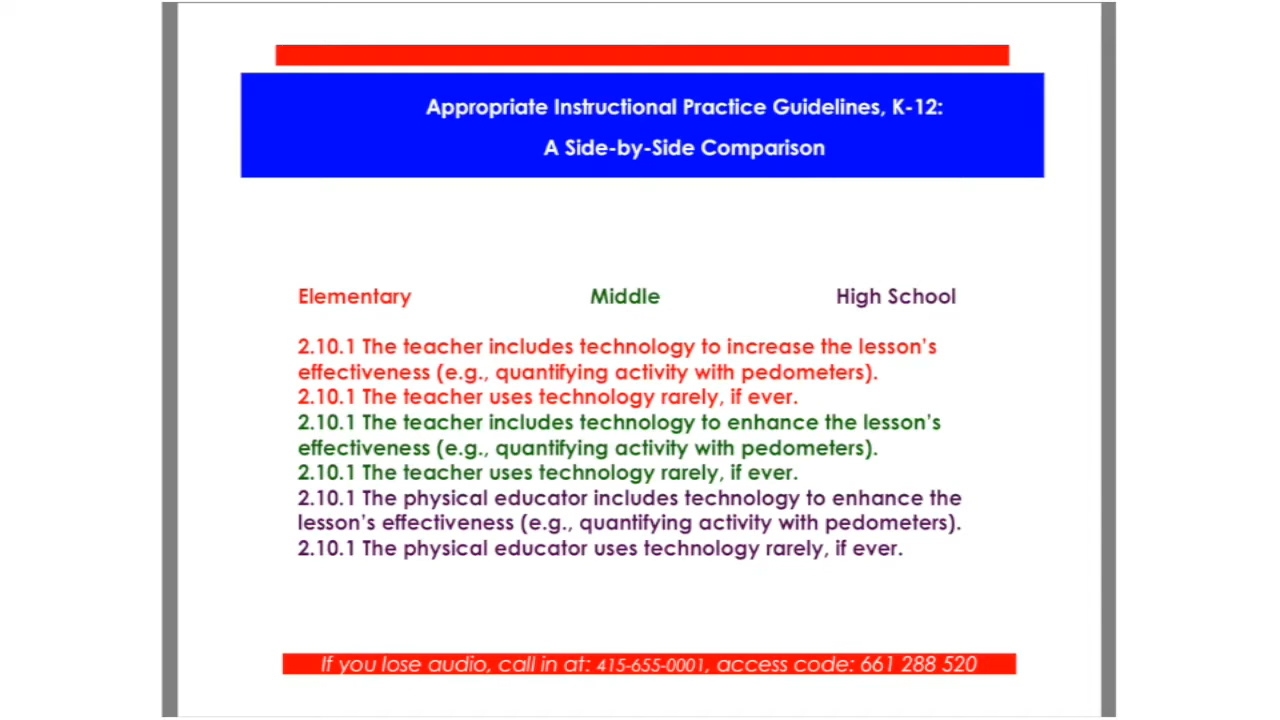 Appropriate Instructional Practice Guidelines, K-12:
A Side-by-Side Comparison
Elementary Middle High School
2.10.1 The teacher includes technology to increase the lesson's
effectiveness (e.g., quantifying activity with pedometers).
2.10.1 The teacher uses technology rarely, if ever.
2.10.1 The teacher includes technology to enhance the lesson's
effectiveness (e.g., quantifying activity with pedometers).
2.10.1 The teacher uses technology rarely, if ever.
2.10.1 The physical educator includes technology to enhance the
lesson's effectiveness (e.g., quantifying activity with pedometers).
2.10.1 The physical educator uses technology rarely, if ever.
If you lose audio, call in at: 415-655-0001, access code: 661 288 520